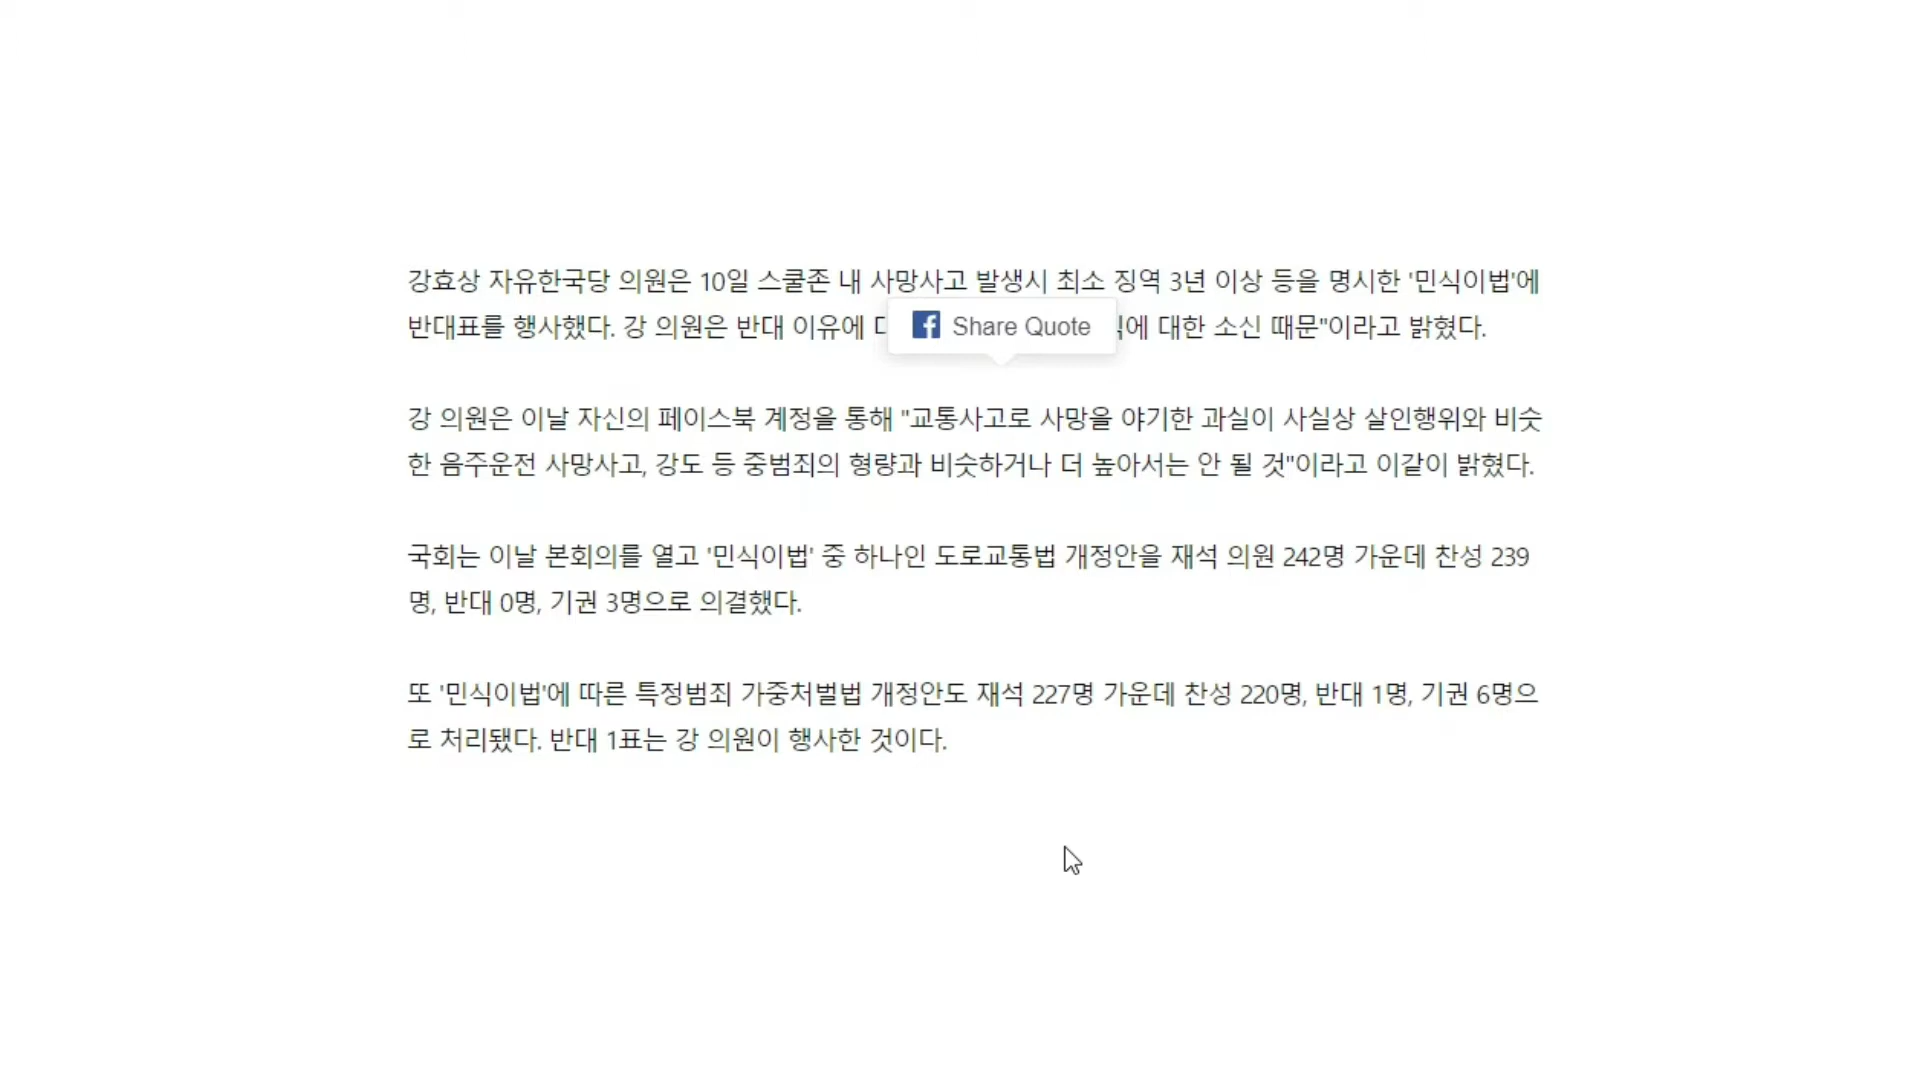 강효상 자유한국당 의원은 10일 스쿨존 내 사망사고 발생시 최소 징역 3년 이상 등을 명시한 '민식이법'에
반대표를 행사했다. 강 의원은 반대 이유에 Share Quote 대한 소신 때문"이라고 밝혔다.
강 의원은 이날 자신의 페이스북 계정을 통해 "교통사고로 사망을 야기한 과실이 사실상 살인행위와 비슷
한 음주운전 사망사고, 강도 등 중범죄의 형량과 비슷하거나 더 높아서는 안 될 것"이라고 이같이 밝혔다.
국회는 이날 본회의를 열고 '민식이법' 중 하나인 도로교통법 개정안을 재석 의원 242명 가운데 찬성 239
명, 반대 0명, 기권 3명으로 의결했다.
또 '민식이법'에 따른 특정범죄 가중처벌법 개정안도 재석 227명 가운데 찬성 220명, 반대 1명, 기권 6명으
로 처리됐다. 반대 1표는 강 의원이 행사한 것이다.